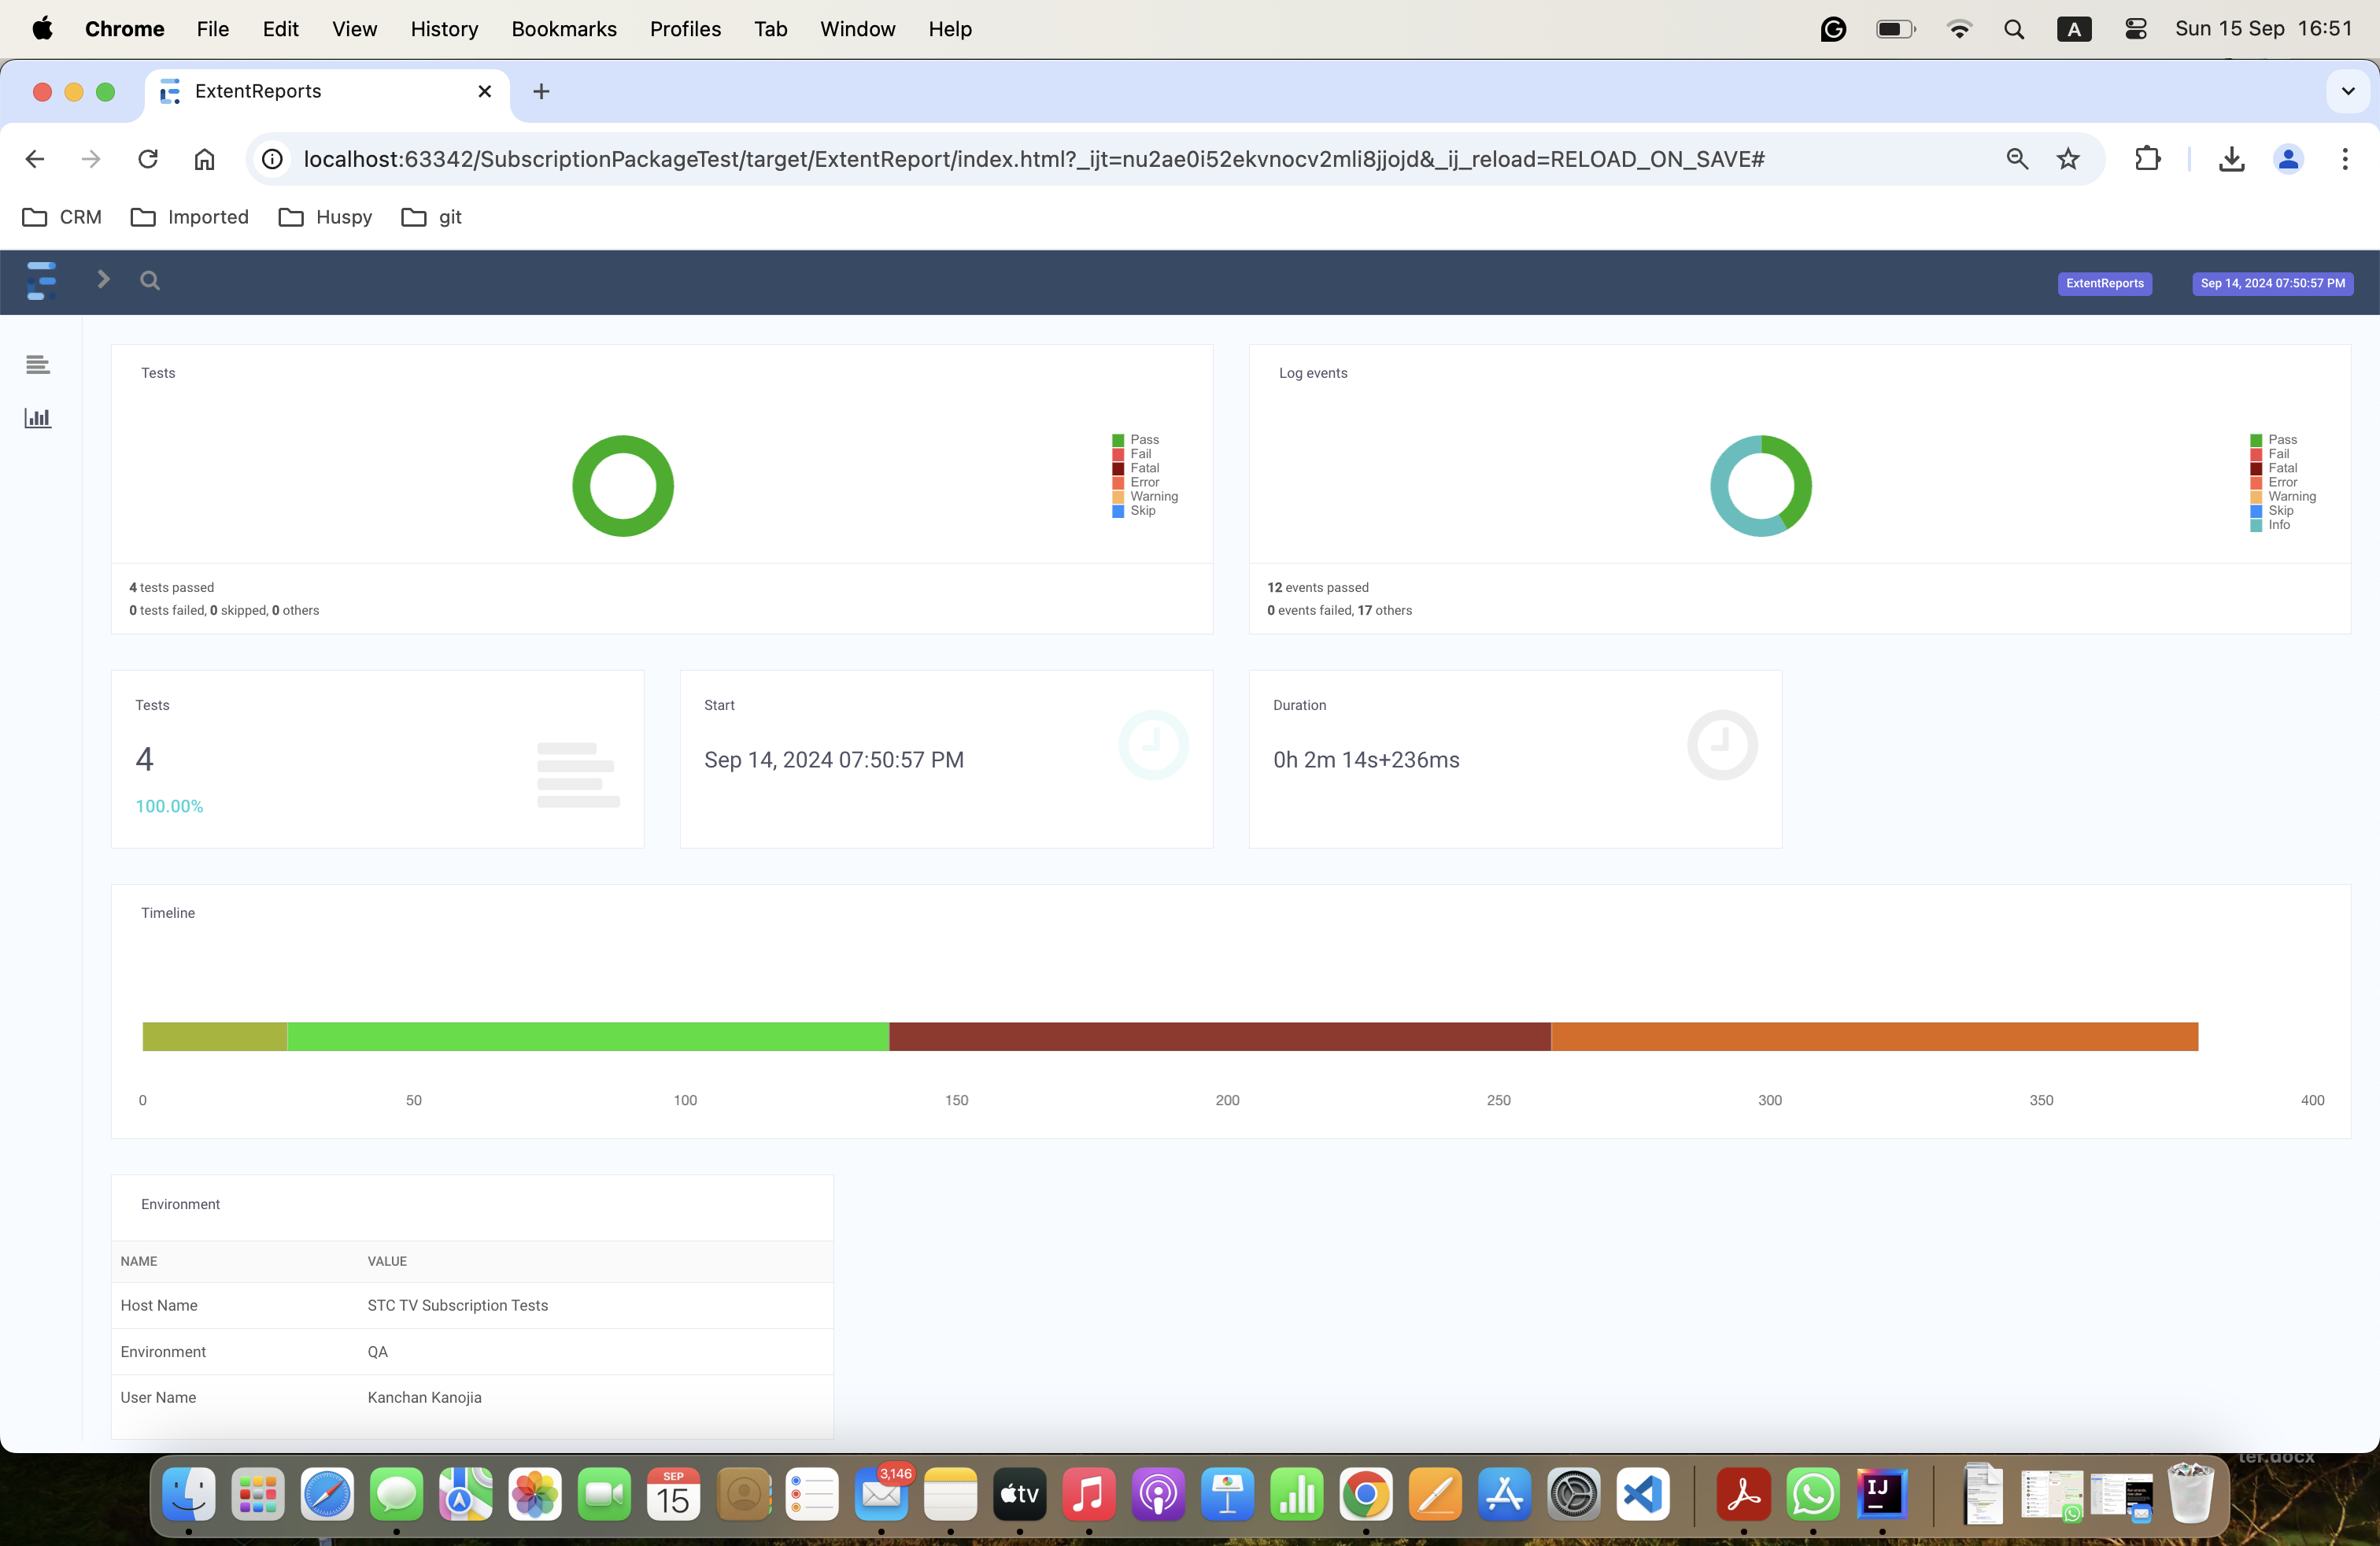 Chrome File Edit View History Bookmarks Profiles Tab Window Help A Sun 15 Sep 16:51
ExtentReports
localhost:63342/SubscriptionPackageTest/target/ExtentReport/index.html?_ijt=nu2ae0i52ekvnocv2mli8jjojd&_ij_reload=RELOAD_ON_SAVE#
CRM Imported Huspy git
ExtentReports Sep 14, 2024 07:50:57 PM
Tests
Pass
Fail
Fatal
Error
Warning
Skip
4 tests passed
0 tests failed, 0 skipped, 0 others
Log events
Pass
Fail
Fatal
Error
Warning
Skip
Info
12 events passed
0 events failed, 17 others
Tests
4
100.00%
Start
Sep 14, 2024 07:50:57 PM
Duration
0h 2m 14s+236ms
Timeline
0 50 100 150 200 250 300 350 400
Environment
NAME VALUE
Host Name STC TV Subscription Tests
Environment QA
User Name Kanchan Kanojia
ter.docx
SEP
15
3,146
tv
IJ